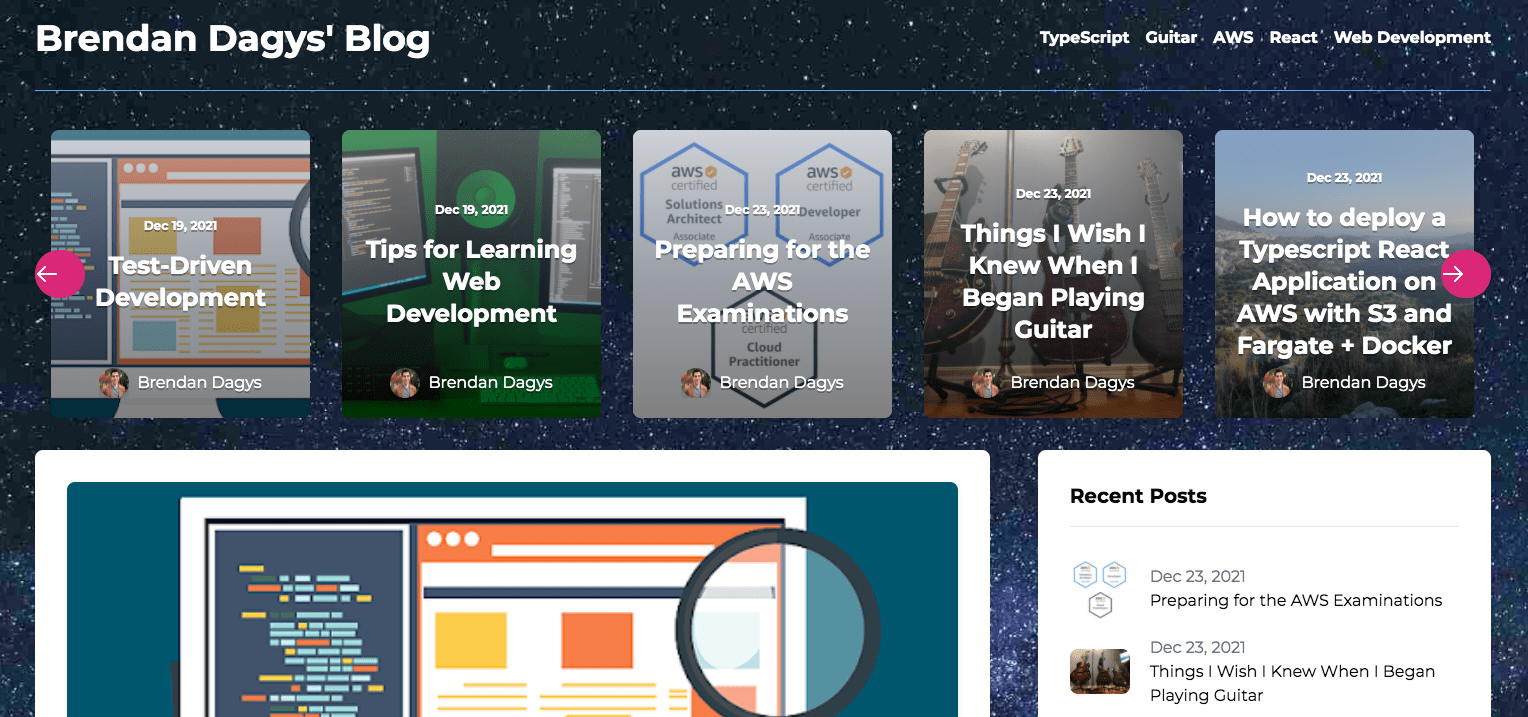 Brendan Dagys' Blog
TypeScript Guitar AWS React Web Development
Dec 19, 2021
Test-Driven
Development
Brendan Dagys
Dec 19, 2021
Tips for Learning
Web
Development
Brendan Dagys
aws
certified
Solutions
Architect
Associate
aws
certified
Developer
Associate
Dec 23, 2021
Preparing for the
AWS
Examinations
certified
Cloud
Practitioner
Brendan Dagys
Dec 23, 2021
Things I Wish I
Knew When I
Began Playing
Guitar
Brendan Dagys
Dec 23, 2021
How to deploy a
Typescript React
Application on
AWS with S3 and
Fargate + Docker
Brendan Dagys
Recent Posts
Dec 23, 2021
Preparing for the AWS Examinations
Dec 23, 2021
Things I Wish I Knew When I Began
Playing Guitar